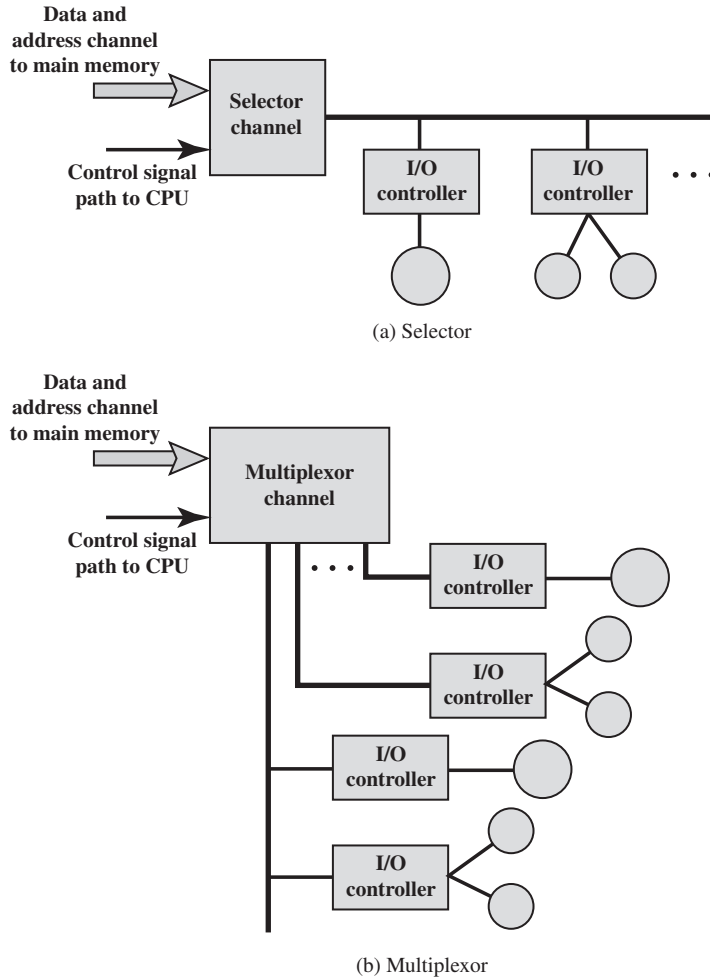 Data and
address channel
to main memory
Selector
channel
Control signal
path to CPU
I/O
controller
I/O
controller
(a) Selector
Data and
address channel
to main memory
Multiplexor
channel
Control signal
path to CPU
I/O
controller
I/O
controller
I/O
controller
I/O
controller
(b) Multiplexor